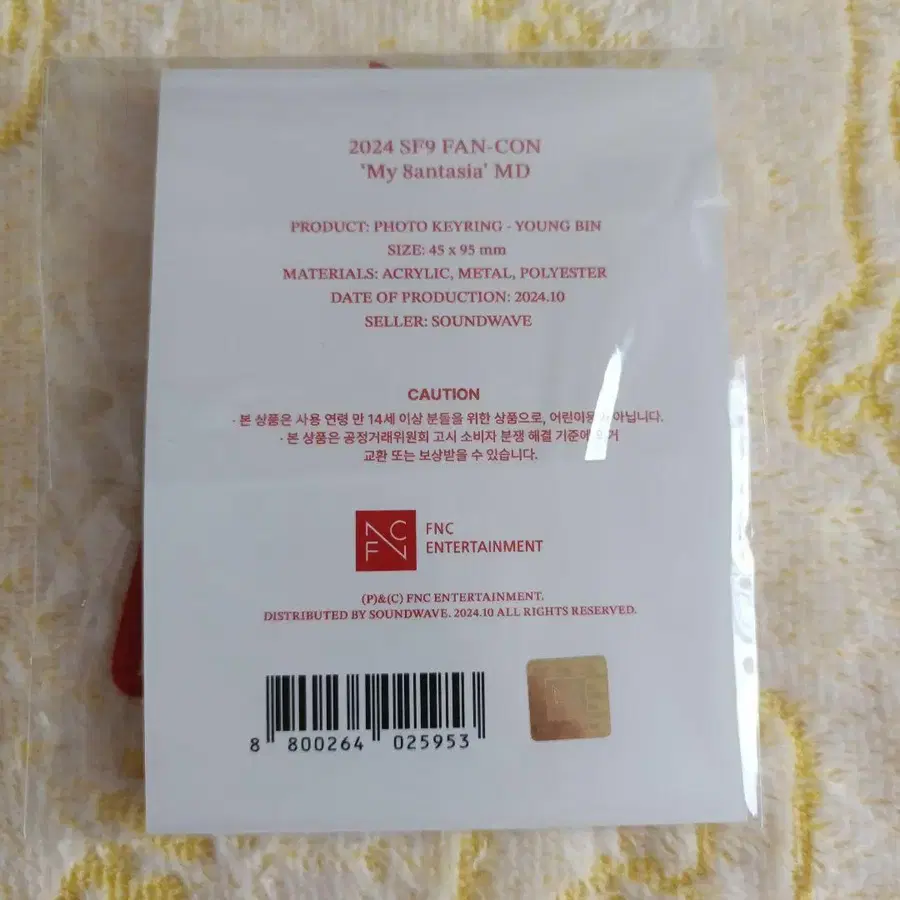 2024 SF9 FAN-CON
'My 8antasia' MD
PRODUCT: PHOTO KEYRING - YOUNG BIN
SIZE: 45 x 95 mm
MATERIALS: ACRYLIC, METAL, POLYESTER
DATE OF PRODUCTION: 2024.10
SELLER: SOUNDWAVE
CAUTION
· 본 상품은 사용 연령 만 14세 이상 분들을 위한 상품으로, 아닙니다.
· 본 상품은 공정거래위원회 고시 소비자 분쟁 해결 기준에
교환 또는 보상받을 수 있습니다.
NC
FN
FNC
ENTERTAINMENT
(P)&(C) FNC ENTERTAINMENT.
DISTRIBUTED BY SOUNDWAVE. 2024.10 ALL RIGHTS RESERVED.
8 800264 025953